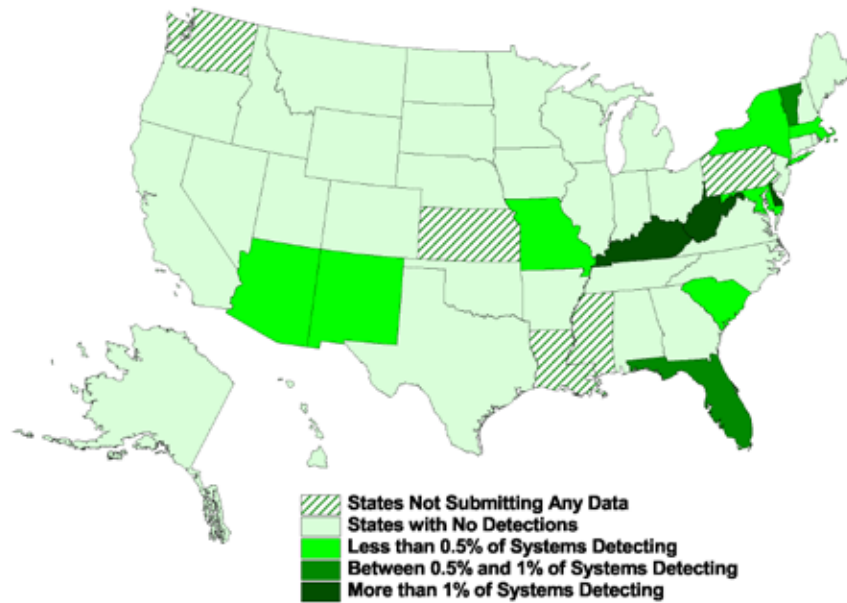 States Not Submitting Any Data
States with No Detections
Less than 0.5% of Systems Detecting
Between 0.5% and 1% of Systems Detecting
More than 1% of Systems Detecting